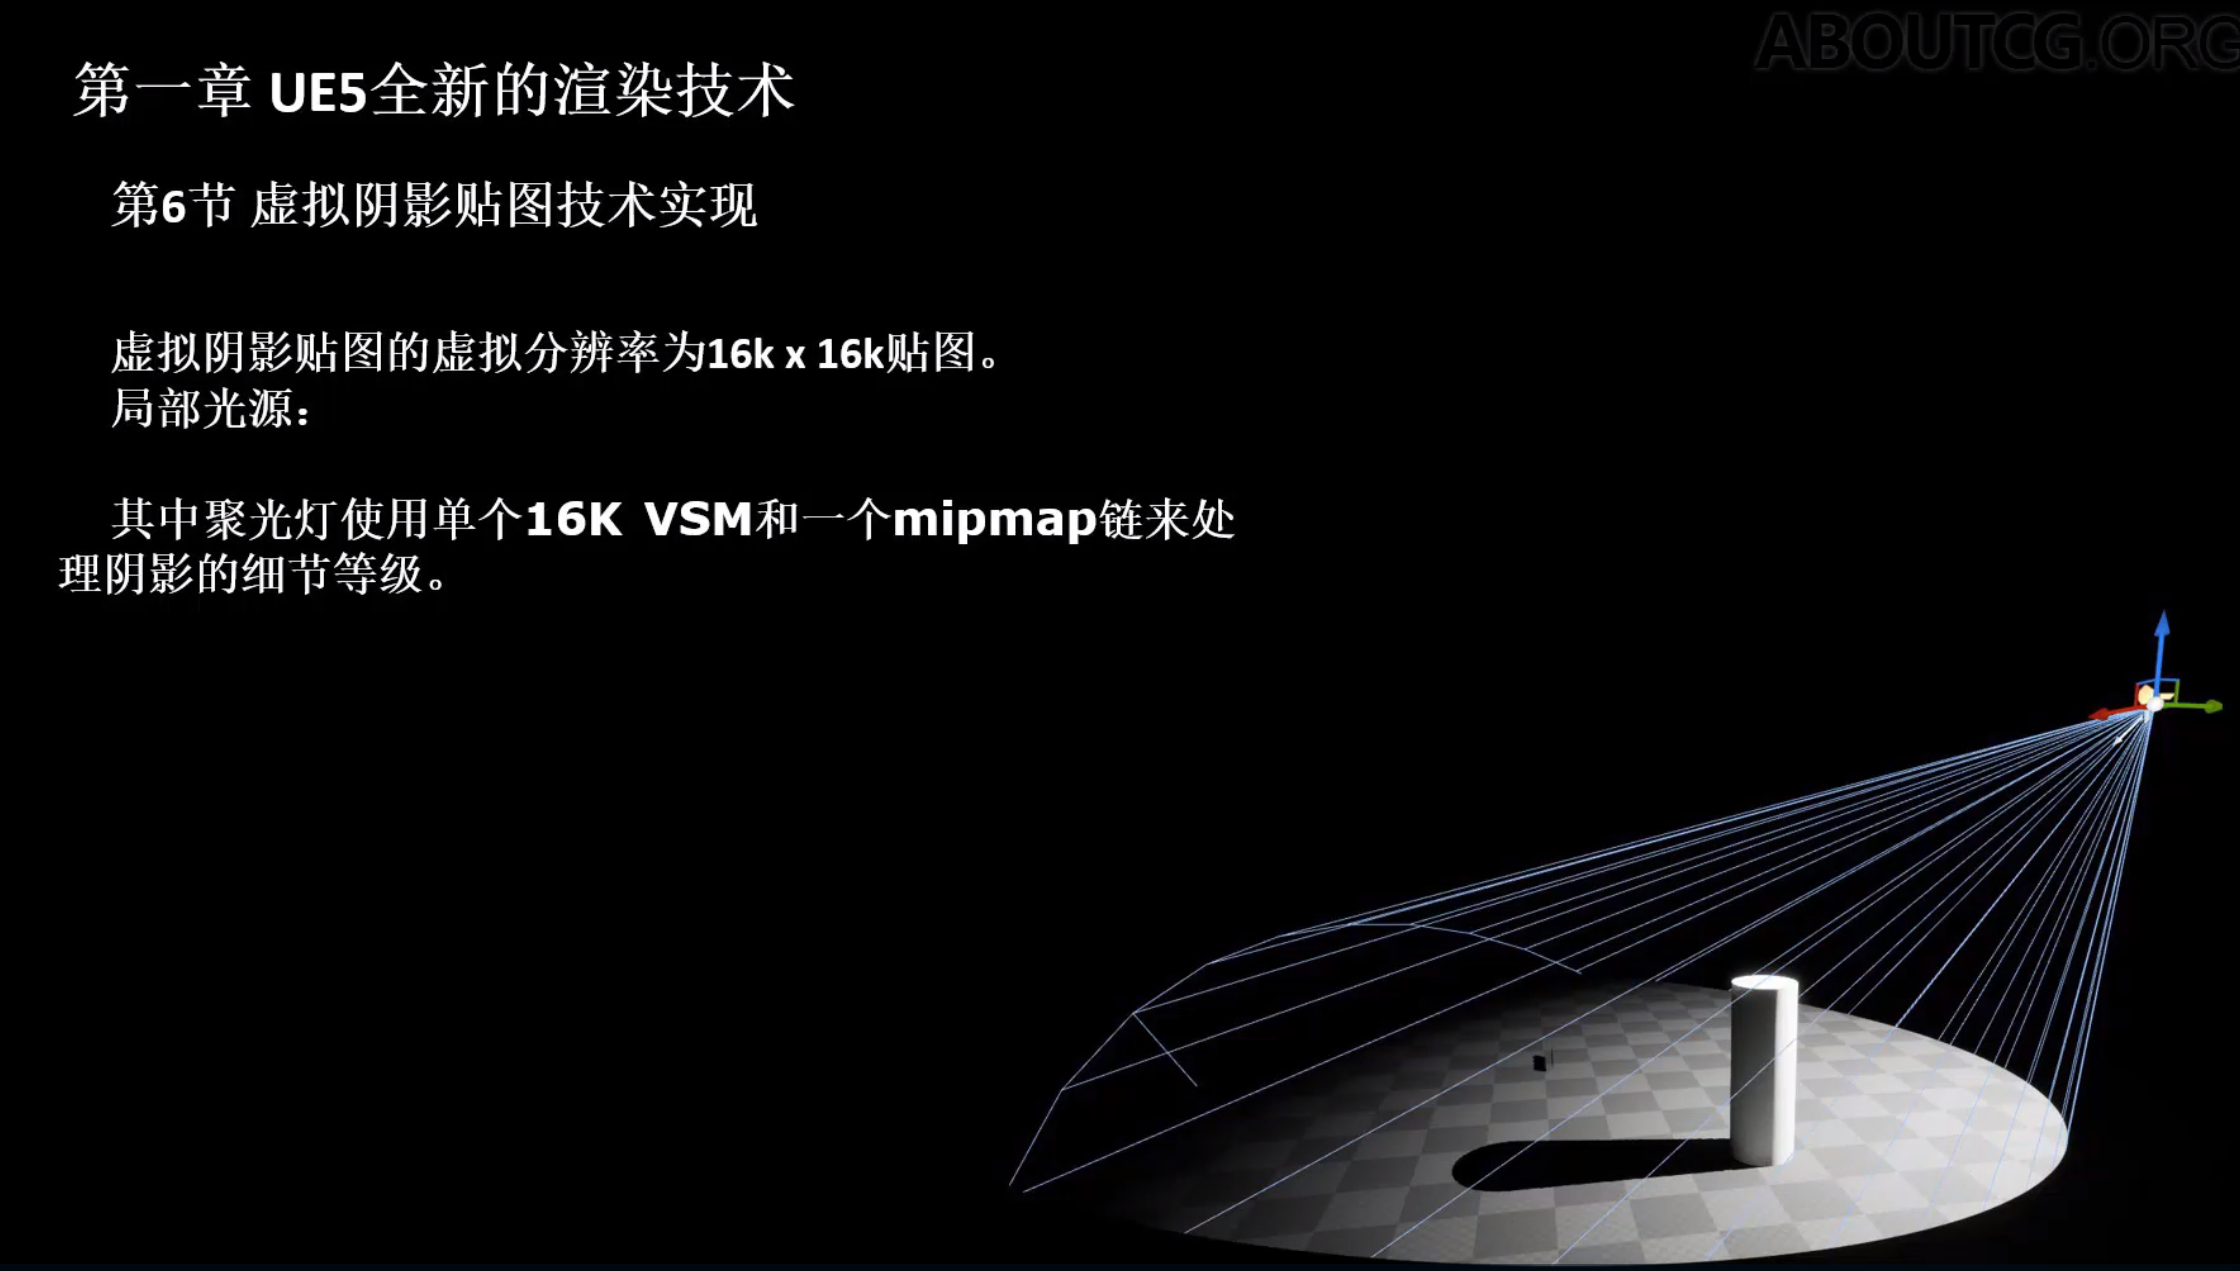 ABOUTCG.ORG
第一章 UE5全新的渲染技术
第6节 虚拟阴影贴图技术实现
虚拟阴影贴图的虚拟分辨率为16k x 16k贴图。
局部光源：
其中聚光灯使用单个16K VSM和一个mipmap链来处
理阴影的细节等级。